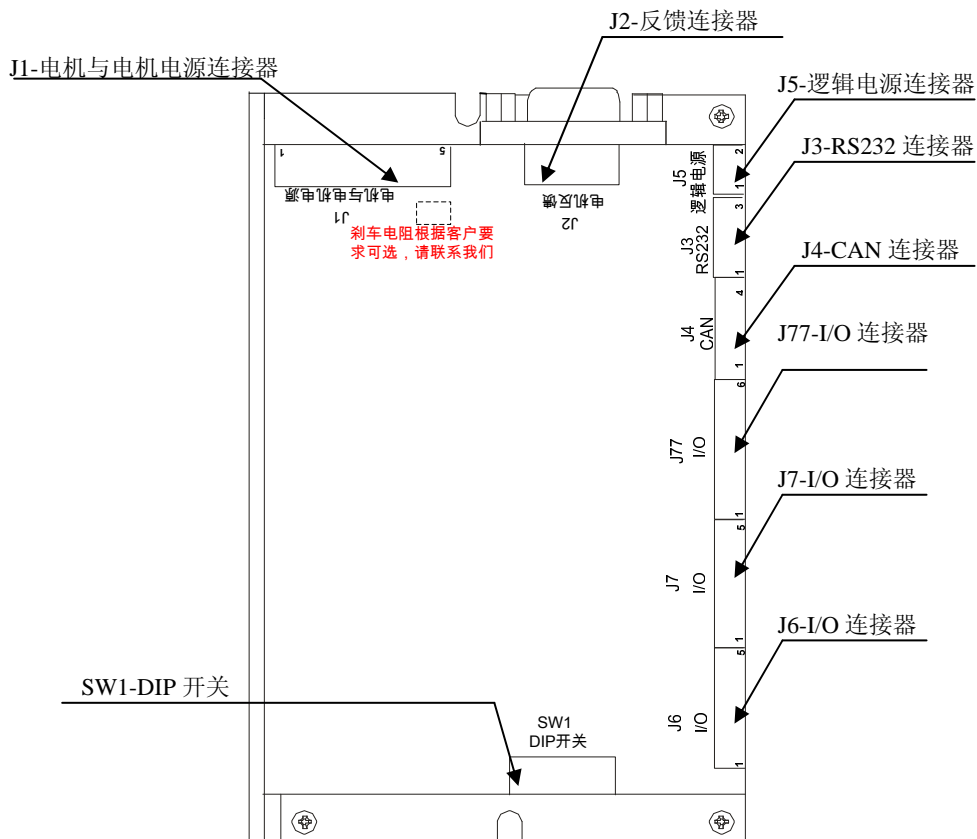 J2-反馈连接器
J1-电机与电机电源连接器
J5-逻辑电源连接器
J3-RS232 连接器
J4-CAN 连接器
J77-I/O 连接器
J7-I/O 连接器
J6-I/O 连接器
SW1-DIP 开关
1
5
电机与电机电源
J1
刹车电阻根据客户要
求可选，请联系我们
电机反馈
J2
2
1
J5
逻辑电源
3
1
J3
RS232
4
1
J4
CAN
6
1
J77
I/O
5
1
J7
I/O
5
1
J6
I/O
SW1
DIP开关